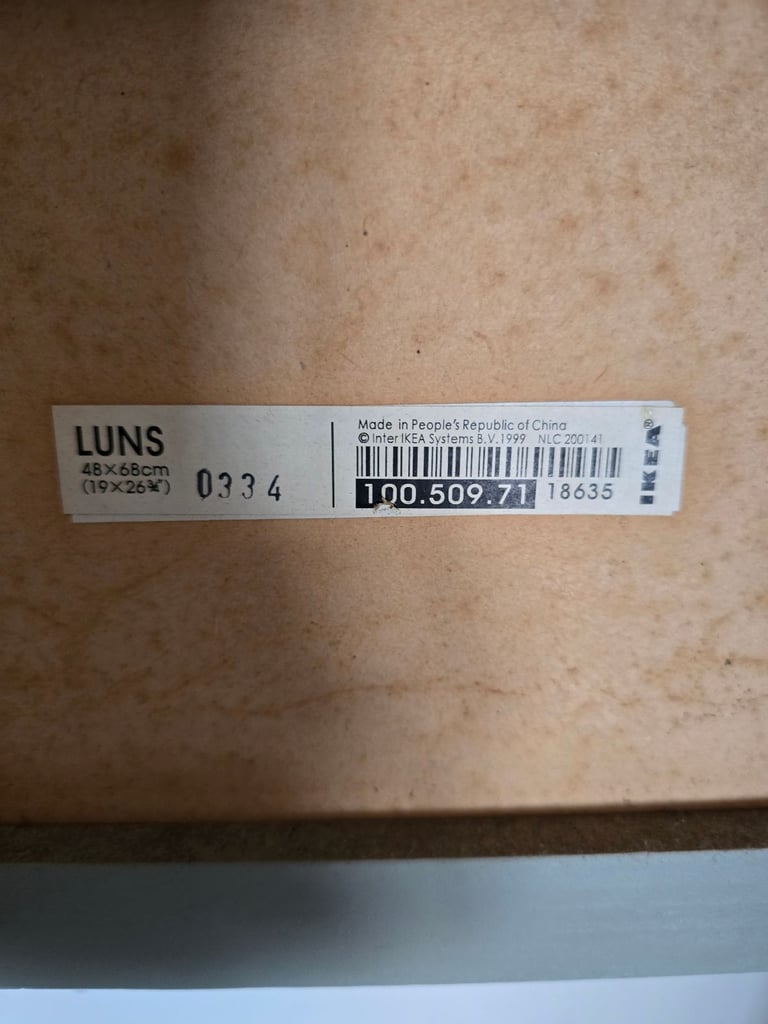 LUNS
48×68cm
(19×26¾")
0334
Made in People's Republic of China
© Inter IKEA Systems B.V. 1999 NLC 200141
100.509.71 18635
IKEA®